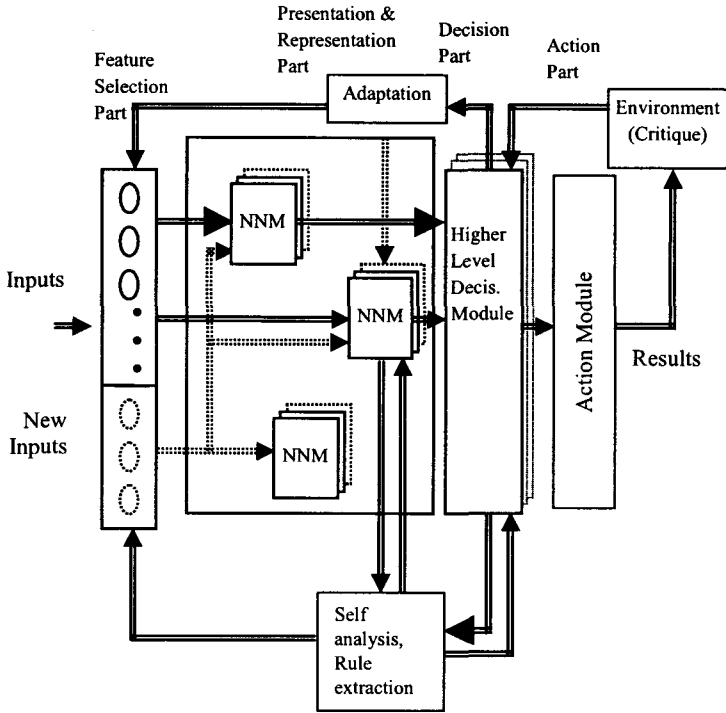 Presentation &
Representation
Part
Decision
Part
Action
Part
Feature
Selection
Part
Adaptation
Environment
(Critique)
NNM
Higher
Level
Decis.
Module
Inputs
NNM
Action Module
Results
New
Inputs
NNM
Self
analysis,
Rule
extraction